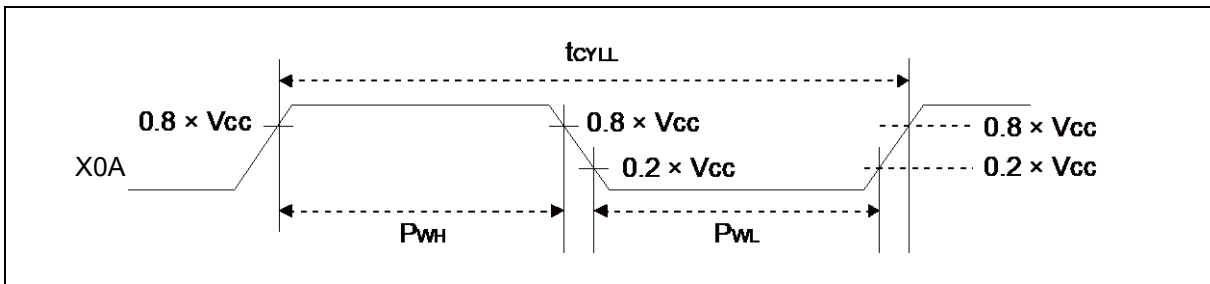 tCYLL
0.8 × Vcc
0.8 × Vcc
0.8 × Vcc
X0A
0.2 × Vcc
0.2 × Vcc
PWH
PWL